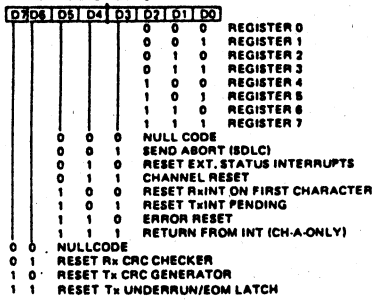 D7 D6 D5 D4 D3 D2 D1 D0
0 0 0 REGISTER 0
0 0 1 REGISTER 1
0 1 0 REGISTER 2
0 1 1 REGISTER 3
1 0 0 REGISTER 4
1 0 1 REGISTER 5
1 1 0 REGISTER 6
1 1 1 REGISTER 7
0 0 0 NULL CODE
0 0 1 SEND ABORT (SDLC)
0 1 0 RESET EXT. STATUS INTERRUPTS
0 1 1 CHANNEL RESET
1 0 0 RESET RxINT ON FIRST CHARACTER
1 0 1 RESET TxINT PENDING
1 1 0 ERROR RESET
1 1 1 RETURN FROM INT (CH-A-ONLY)
0 0 NULLCODE
0 1 RESET Rx CRC CHECKER
1 0 RESET Tx CRC GENERATOR
1 1 RESET Tx UNDERRUN/EOM LATCH